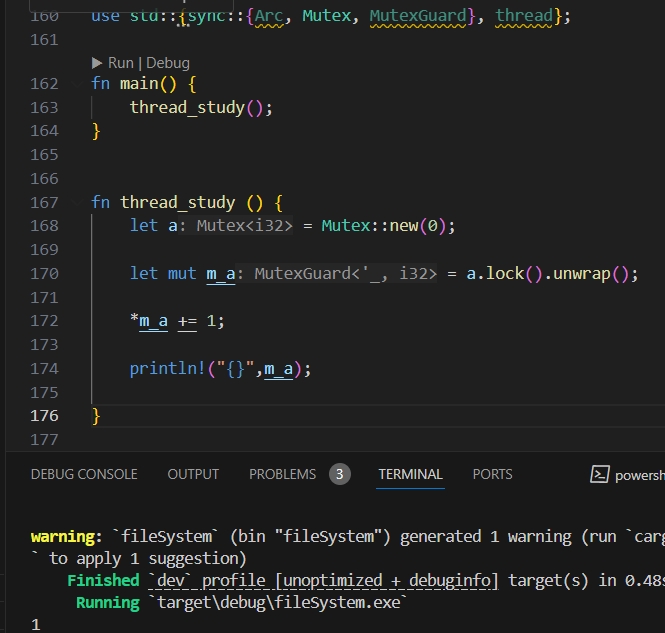 160 use std::{sync::{Arc, Mutex, MutexGuard}, thread};
161
▶ Run | Debug
162 fn main() {
163     thread_study();
164 }
165
166
167 fn thread_study () {
168     let a: Mutex<i32> = Mutex::new(0);
169
170     let mut m_a: MutexGuard<'_, i32> = a.lock().unwrap();
171
172     *m_a += 1;
173
174     println!("{}",m_a);
175
176 }
177
DEBUG CONSOLE OUTPUT PROBLEMS 3 TERMINAL PORTS powersh
warning: `fileSystem` (bin "fileSystem") generated 1 warning (run `carg
` to apply 1 suggestion)
Finished `dev` profile [unoptimized + debuginfo] target(s) in 0.48s
Running `target\debug\fileSystem.exe`
1